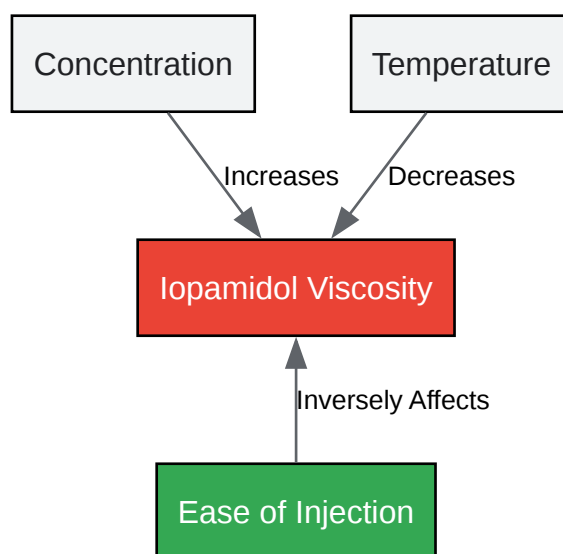 Concentration
Temperature
Increases
Decreases
Iopamidol Viscosity
Inversely Affects
Ease of Injection